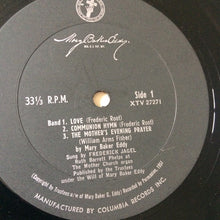 Mary Baker Eddy
33⅓ R.P.M.
Side 1
XTV 27271
Band 1. LOVE (Frederic Root)
2. COMMUNION HYMN (Frederic Root)
3. THE MOTHER'S EVENING PRAYER
(William Arms Fisher)
by Mary Baker Eddy
Sung by FREDERICK JAGEL
Ruth Barrett Phelps at
The Mother Church organ
Published by The Trustees
under the Will of Mary Baker Eddy
MANUFACTURED BY COLUMBIA RECORDS INC.